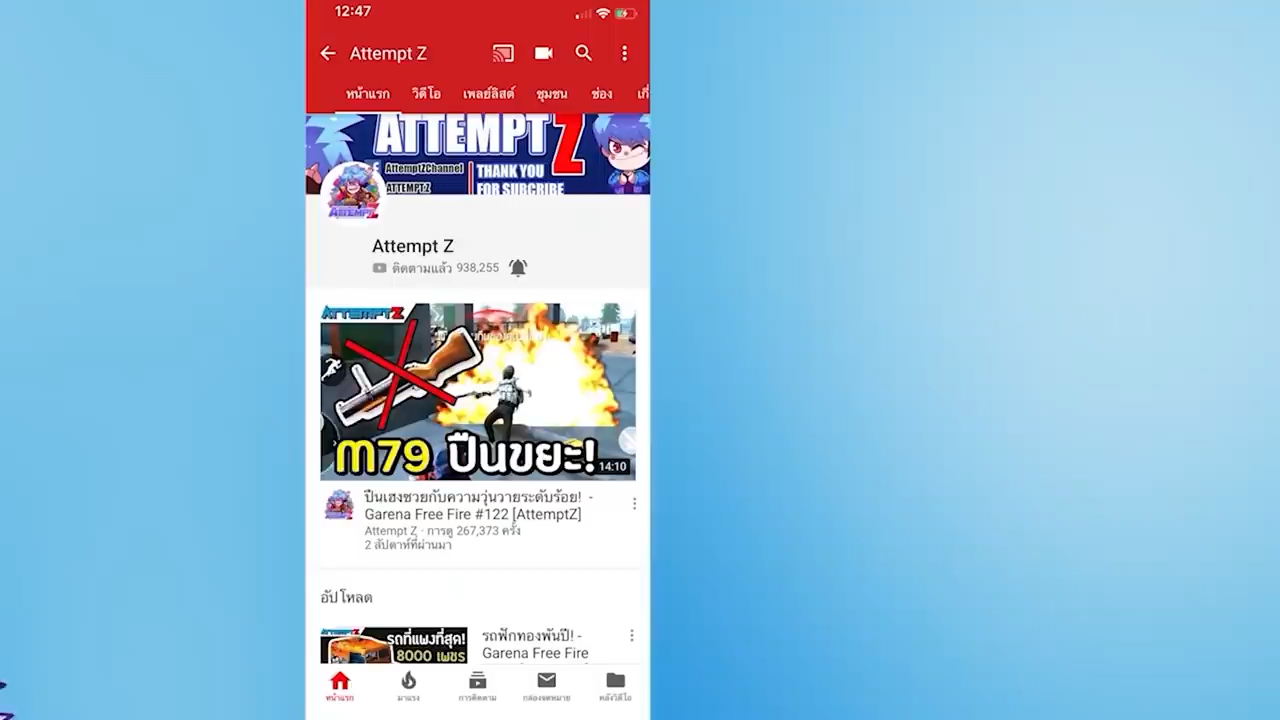 12:47
Attempt Z
หน้าแรก วิดีโอ เพลย์ลิสต์ ชุมชน ช่อง เกี่
ATTEMPT Z
AttemptZChannel
ATTEMPTZ
THANK YOU
FOR SUBCRIBE
ATTEMPTZ
Attempt Z
ติดตามแล้ว 938,255
ATTEMPTZ
M79 ปืนขยะ!
14:10
ปืนเฮงซวยกับความวุ่นวายระดับร้อย! -
Garena Free Fire #122 [AttemptZ]
Attempt Z · การดู 267,373 ครั้ง
2 สัปดาห์ที่ผ่านมา
อัปโหลด
ATTEMPTZ
รถที่แพงที่สุด!
8000 เพชร
รถฟักทองพันปี! -
Garena Free Fire
หน้าแรก มาแรง การติดตาม กล่องจดหมาย คลังวิดีโอ